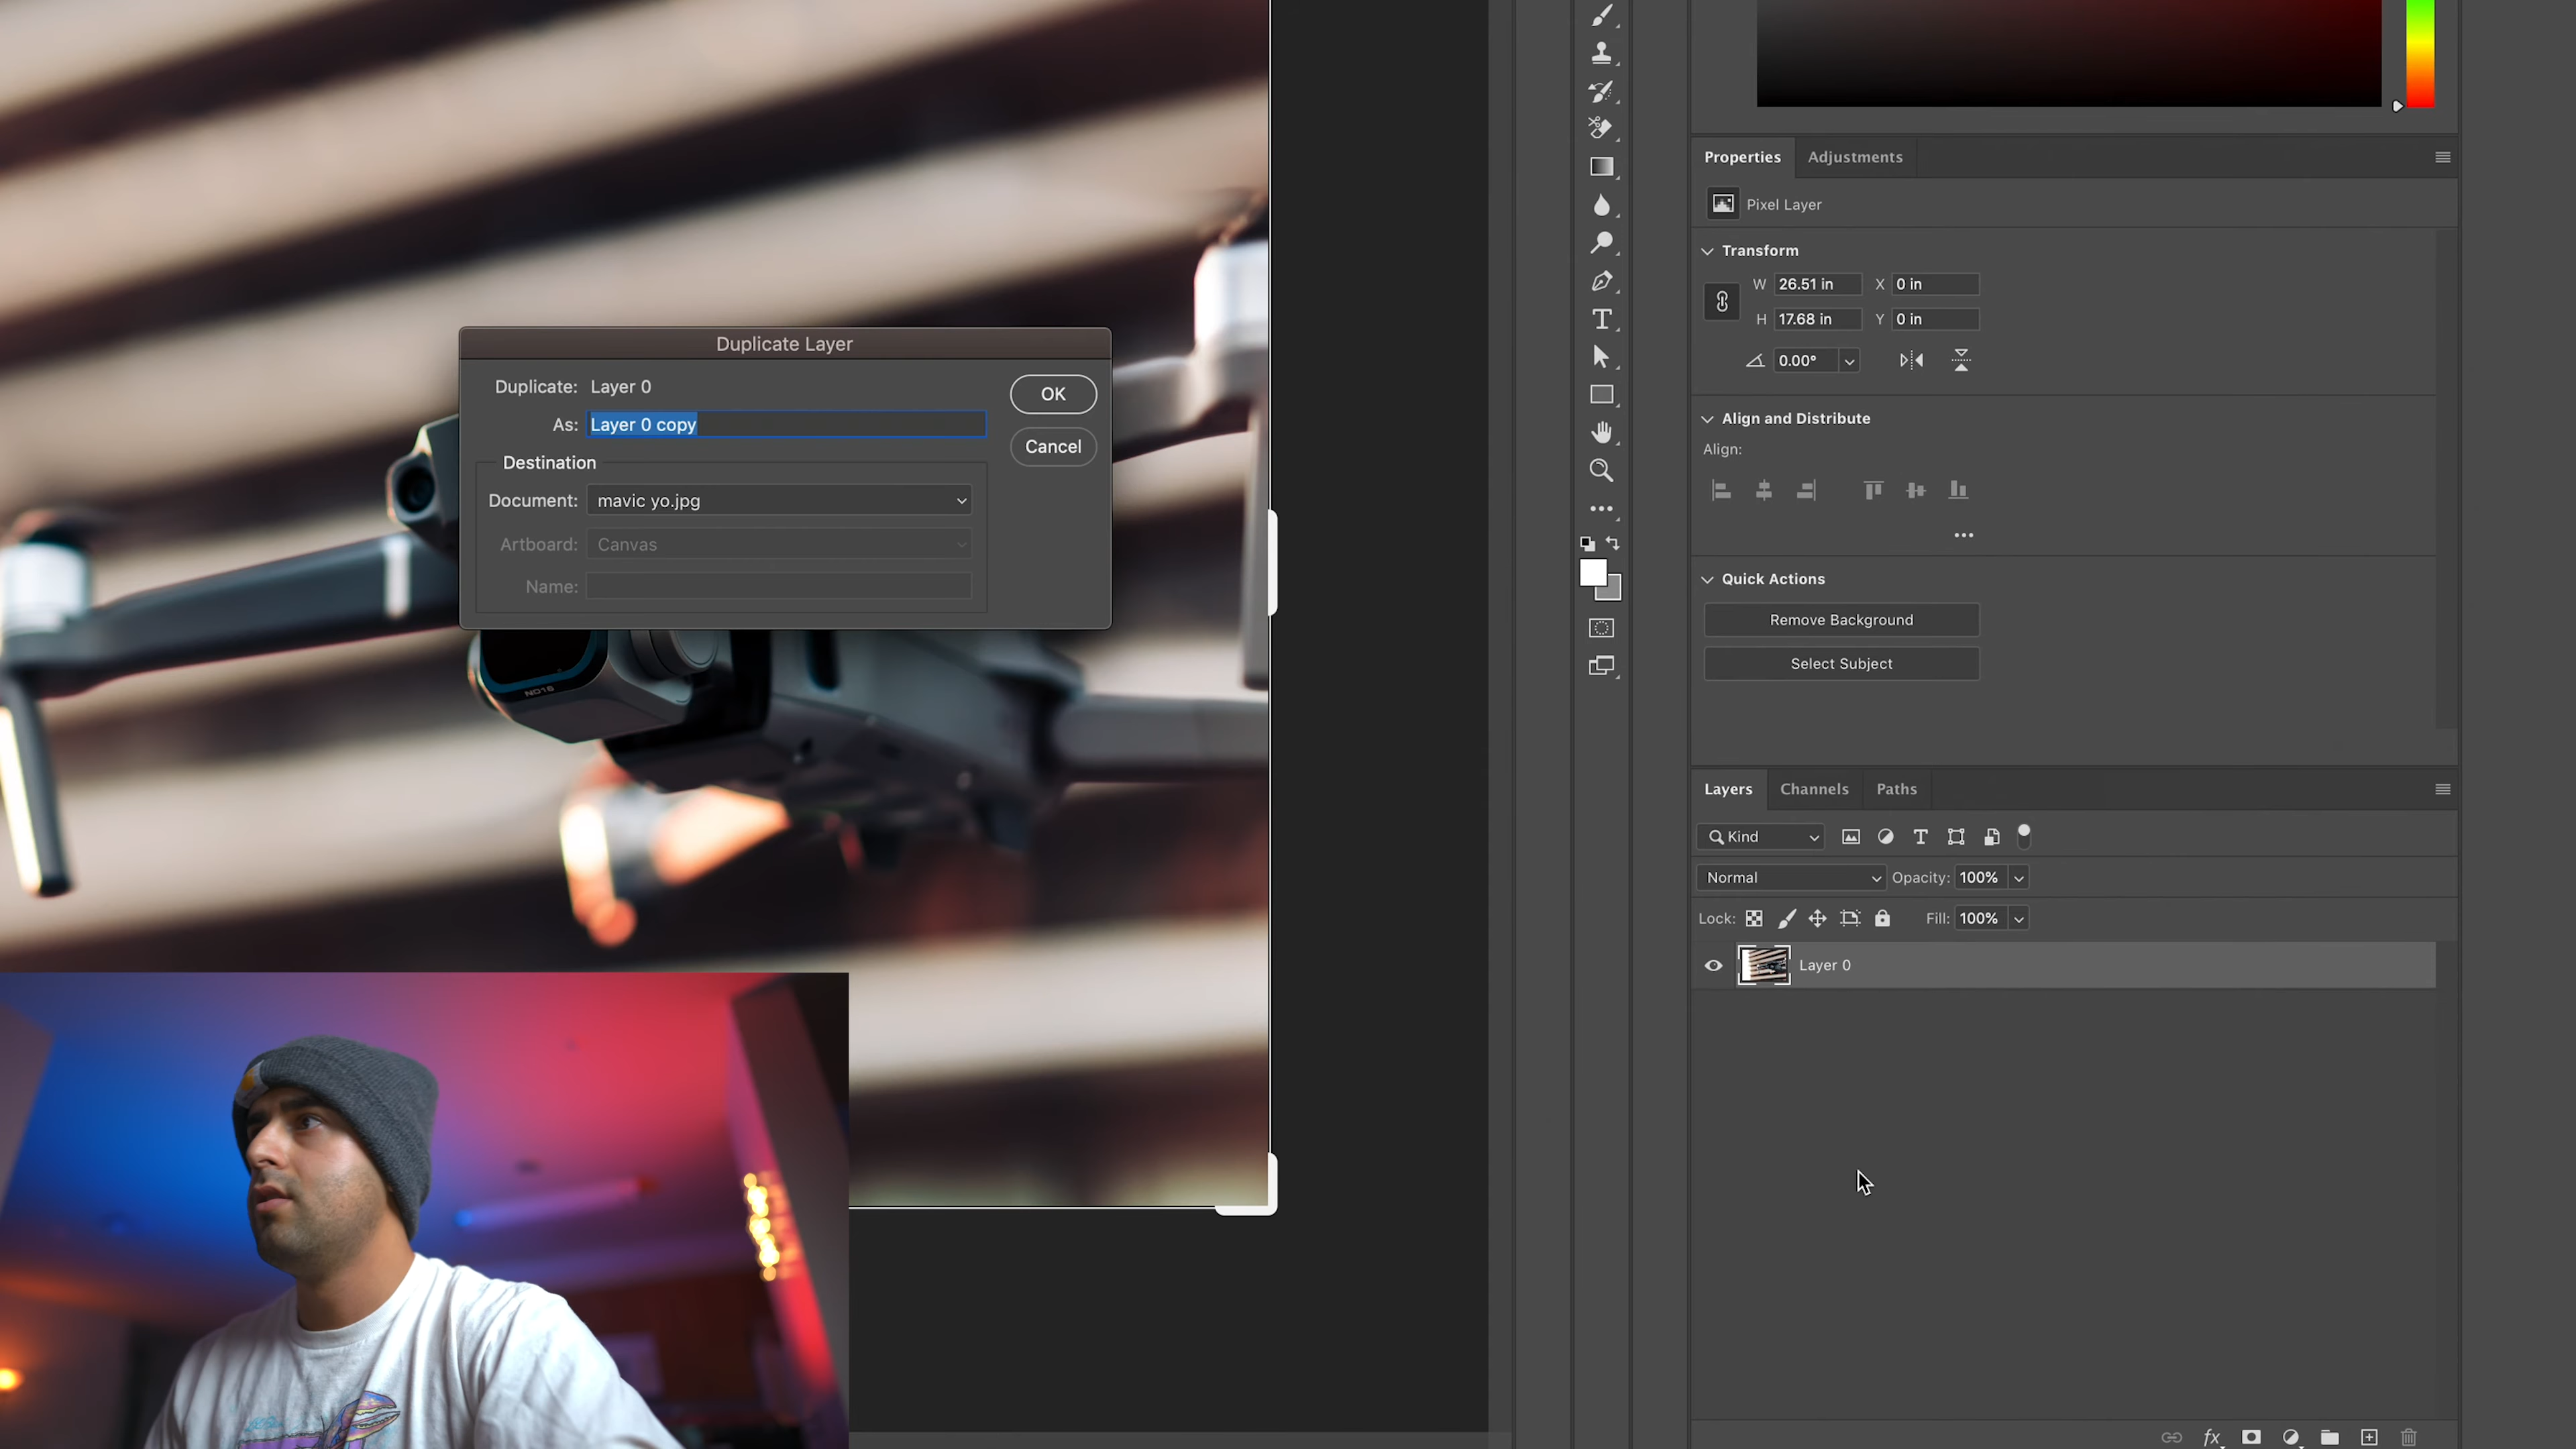 Properties Adjustments
Pixel Layer
Transform
W 26.51 in X 0 in
H 17.68 in Y 0 in
0.00°
Align and Distribute
Align:
Quick Actions
Remove Background
Select Subject
Duplicate Layer
Duplicate: Layer 0
As: Layer 0 copy
OK
Cancel
Destination
Document: mavic yo.jpg
Artboard: Canvas
Name:
ND16
Layers Channels Paths
Kind
Normal Opacity: 100%
Lock: Fill: 100%
Layer 0
fx